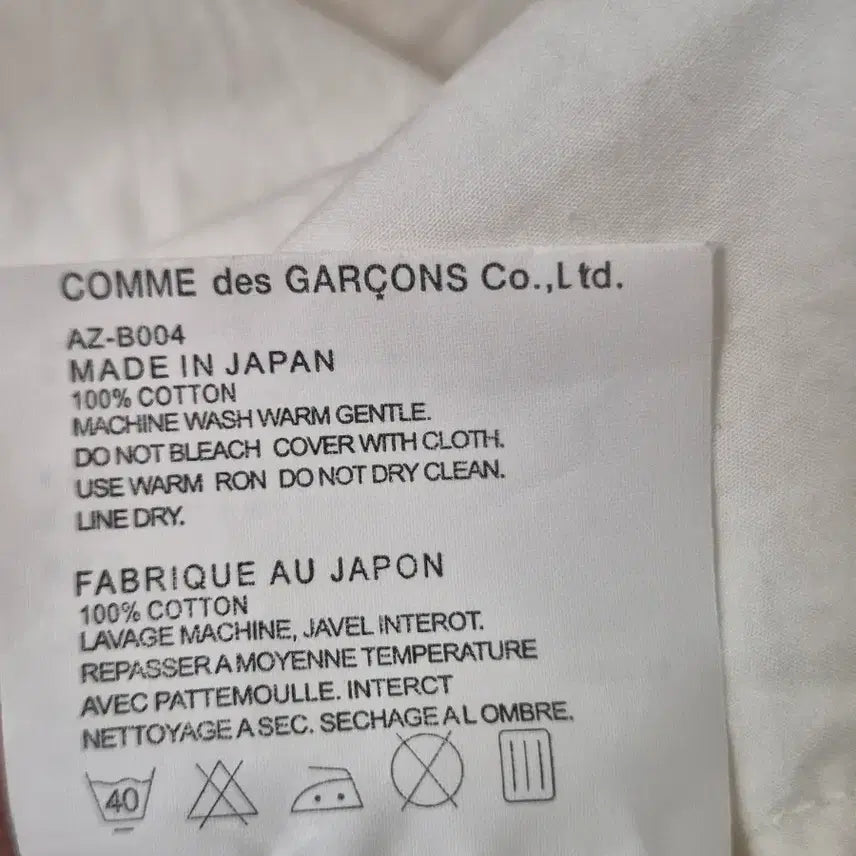 COMME des GARÇONS Co.,Ltd.
AZ-B004
MADE IN JAPAN
100% COTTON
MACHINE WASH WARM GENTLE.
DO NOT BLEACH COVER WITH CLOTH.
USE WARM RON DO NOT DRY CLEAN.
LINE DRY.
FABRIQUE AU JAPON
100% COTTON
LAVAGE MACHINE, JAVEL INTEROT.
REPASSER A MOYENNE TEMPERATURE
AVEC PATTEMOULLE. INTERCT
NETTOYAGE A SEC. SECHAGE A L OMBRE.
40